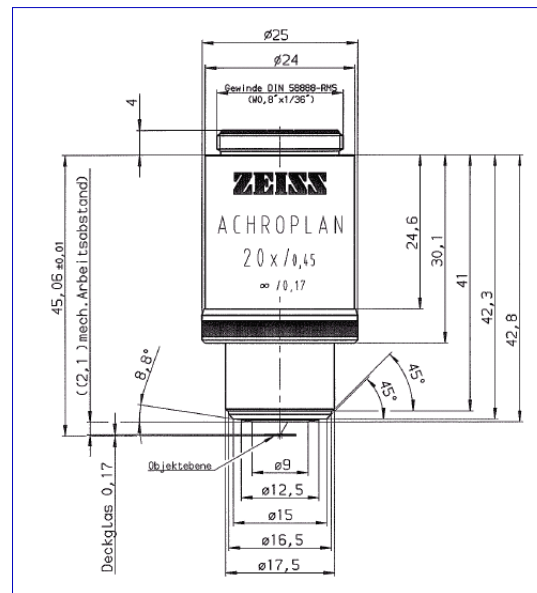 ø25
ø24
Gewinde DIN 58888-RMS
(W0,8"x1/36")
4
ZEISS
ACHROPLAN
20x/0,45
∞/0,17
24,6
30,1
41
42,3
42,8
45,06 ±0,01
((2,1)mech.Arbeitsabstand)
8,8°
45°
45°
Objektebene
Deckglas 0,17
ø9
ø12,5
ø15
ø16,5
ø17,5